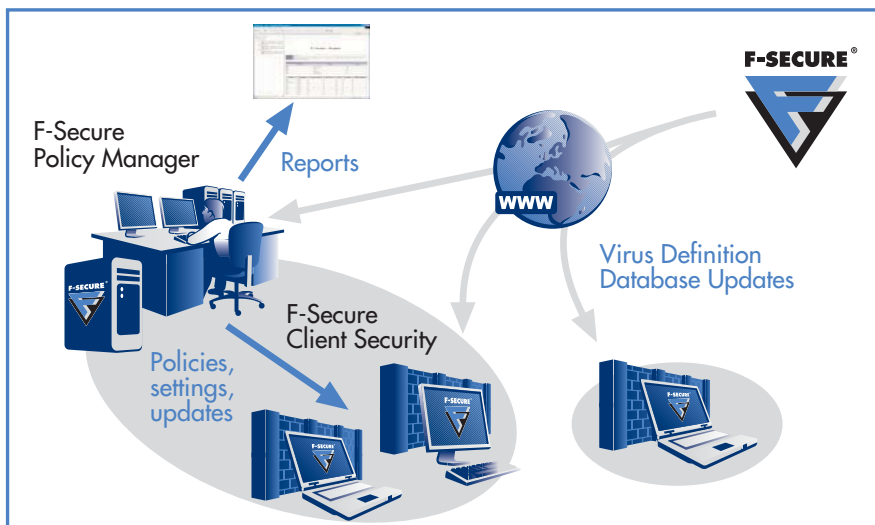 F-SECURE®
F-Secure
Policy Manager
Reports
WWW
Virus Definition
Database Updates
F-SECURE®
F-Secure
Client Security
Policies,
settings,
updates
F-SECURE®
F-SECURE®
F-SECURE®